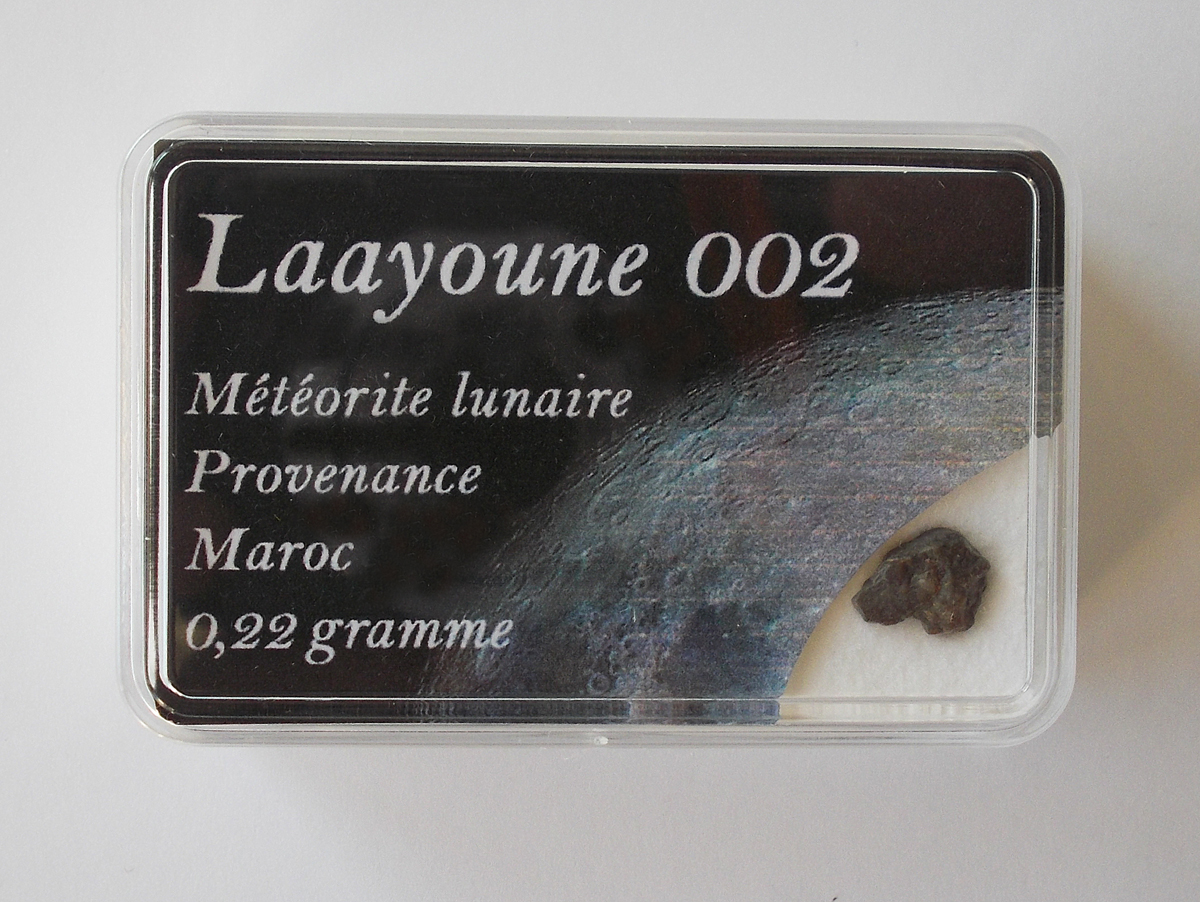 Laayoune 002
Météorite lunaire
Provenance
Maroc
0,22 gramme